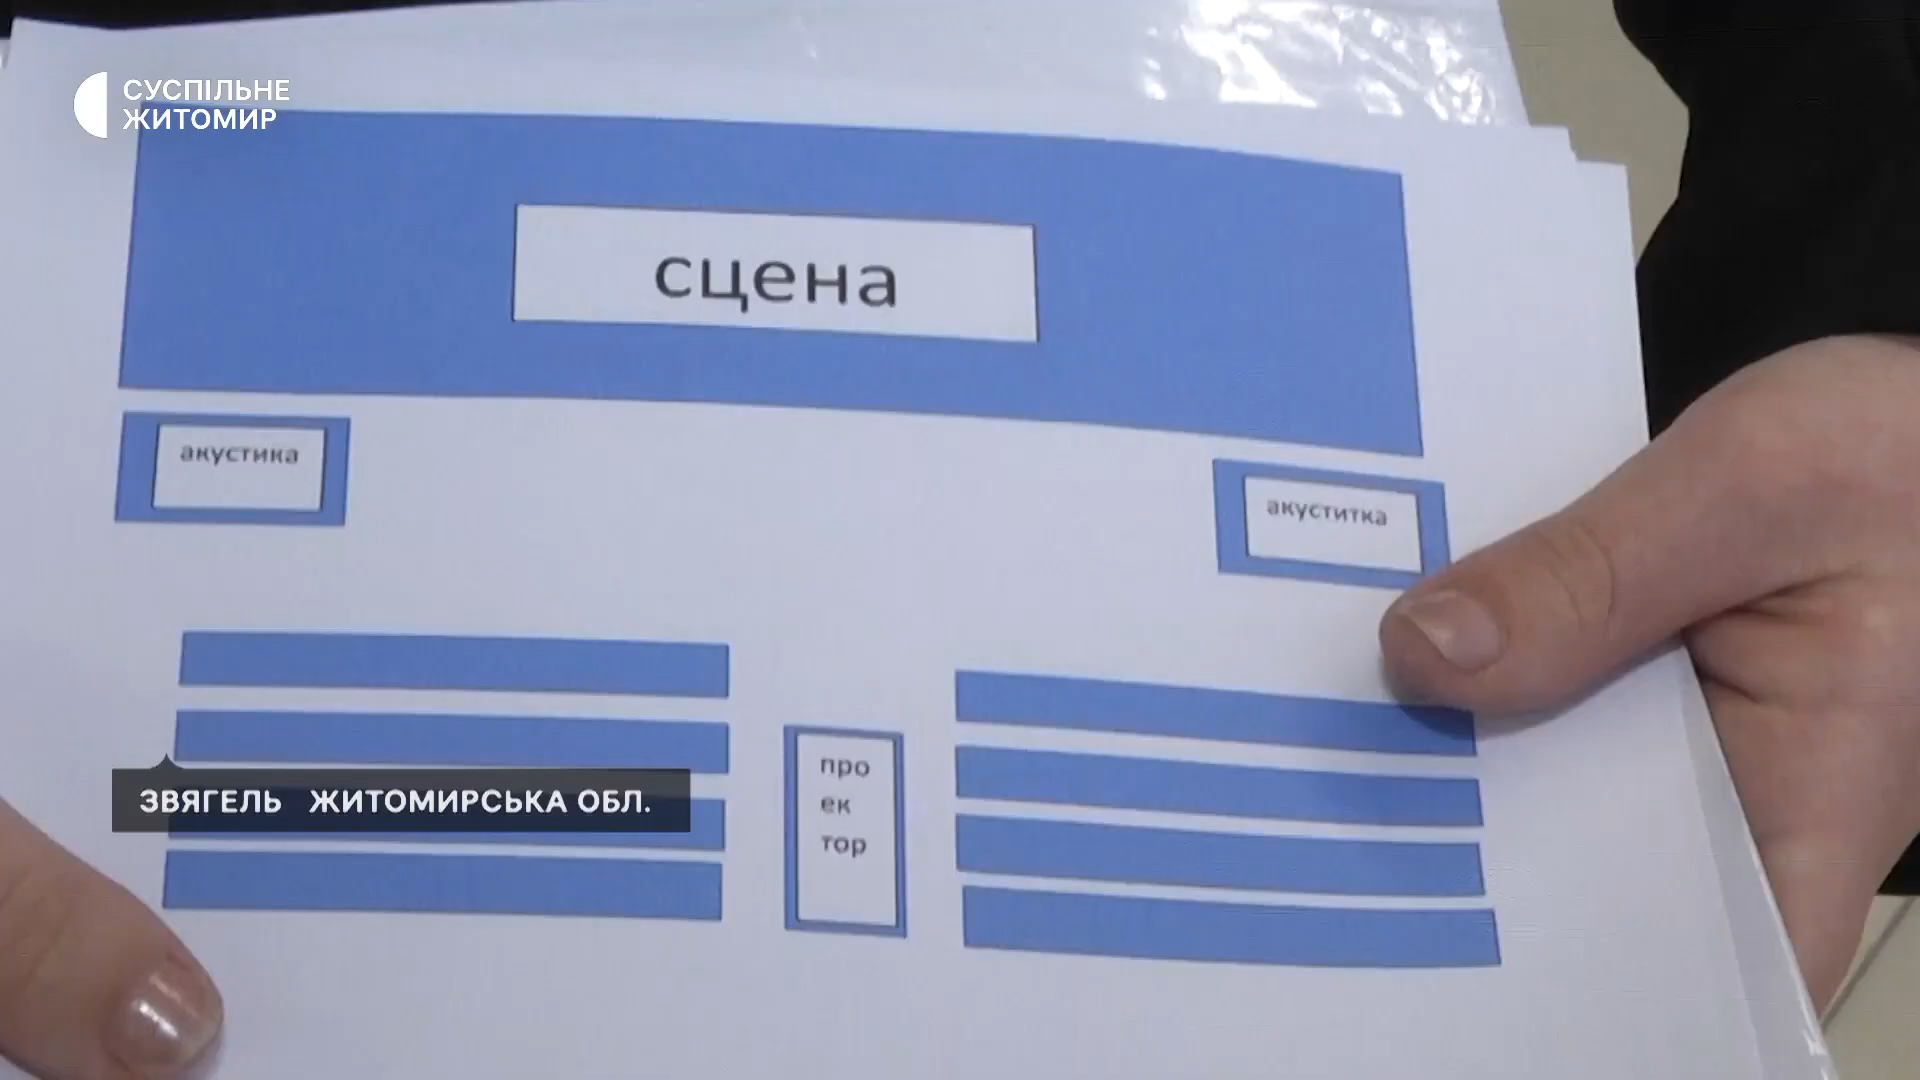 СУСПІЛЬНЕ
ЖИТОМИР
сцена
акустика
акуститка
про
ек
тор
ЗВЯГЕЛЬ ЖИТОМИРСЬКА ОБЛ.